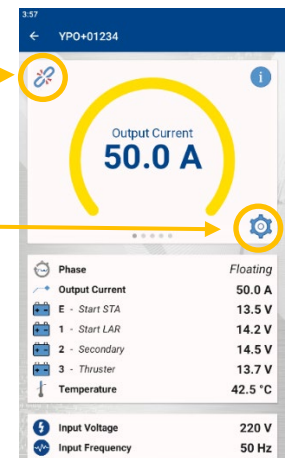 3:57
← YPO+01234
i
Output Current
50.0 A
Phase Floating
Output Current 50.0 A
E - Start STA 13.5 V
1 - Start LAR 14.2 V
2 - Secondary 14.5 V
3 - Thruster 13.7 V
Temperature 42.5 °C
Input Voltage 220 V
Input Frequency 50 Hz